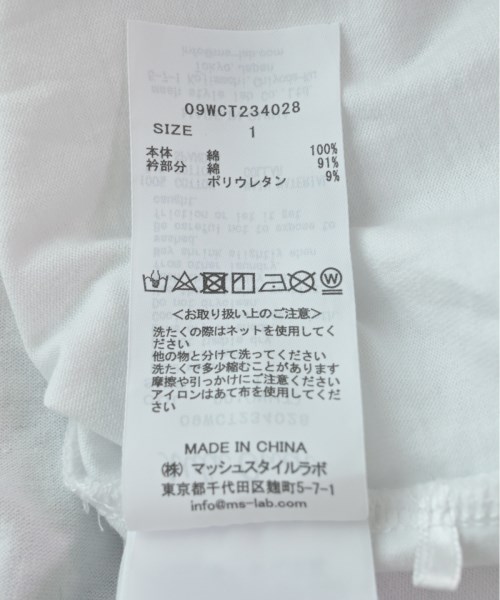 09WCT234028
SIZE 1
本体 綿 100%
衿部分 綿 91%
ポリウレタン 9%
<お取り扱い上のご注意>
洗たくの際はネットを使用してく
ださい
他の物と分けて洗ってください
洗たくで多少縮むことがあります
摩擦や引っかけにご注意ください
アイロンはあて布を使用してくだ
さい
MADE IN CHINA
(株) マッシュスタイルラボ
東京都千代田区麹町5-7-1
info@ms-lab.com